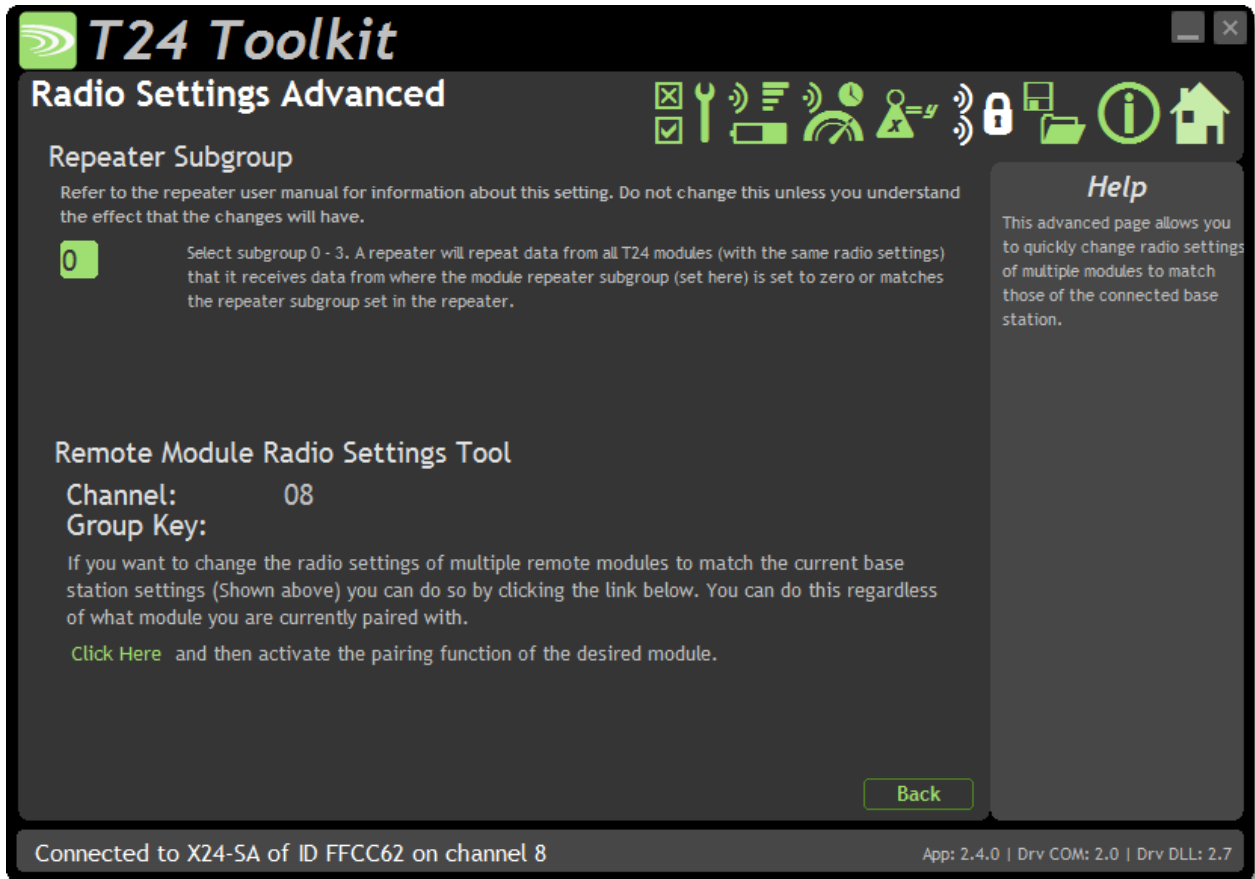 T24 Toolkit
Radio Settings Advanced
x
=y
i
Repeater Subgroup
Refer to the repeater user manual for information about this setting. Do not change this unless you understand
the effect that the changes will have.
0
Select subgroup 0 - 3. A repeater will repeat data from all T24 modules (with the same radio settings)
that it receives data from where the module repeater subgroup (set here) is set to zero or matches
the repeater subgroup set in the repeater.
Remote Module Radio Settings Tool
Channel: 08
Group Key:
If you want to change the radio settings of multiple remote modules to match the current base
station settings (Shown above) you can do so by clicking the link below. You can do this regardless
of what module you are currently paired with.
Click Here and then activate the pairing function of the desired module.
Back
Help
This advanced page allows you
to quickly change radio settings
of multiple modules to match
those of the connected base
station.
Connected to X24-SA of ID FFCC62 on channel 8
App: 2.4.0 | Drv COM: 2.0 | Drv DLL: 2.7